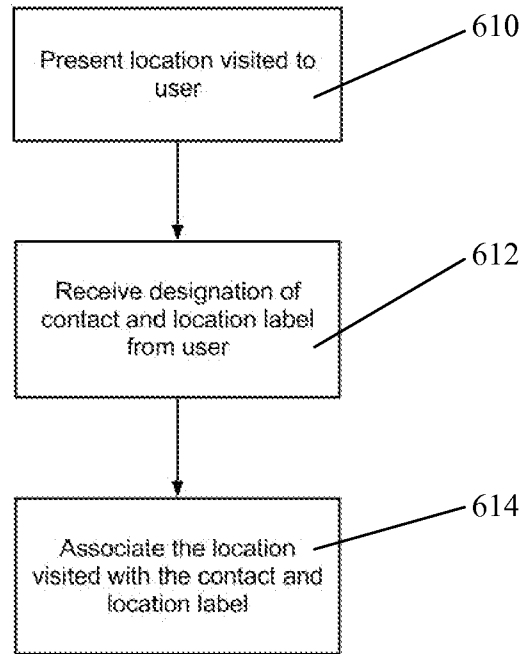 Present location visited to
user
610
Receive designation of
contact and location label
from user
612
Associate the location
visited with the contact and
location label
614